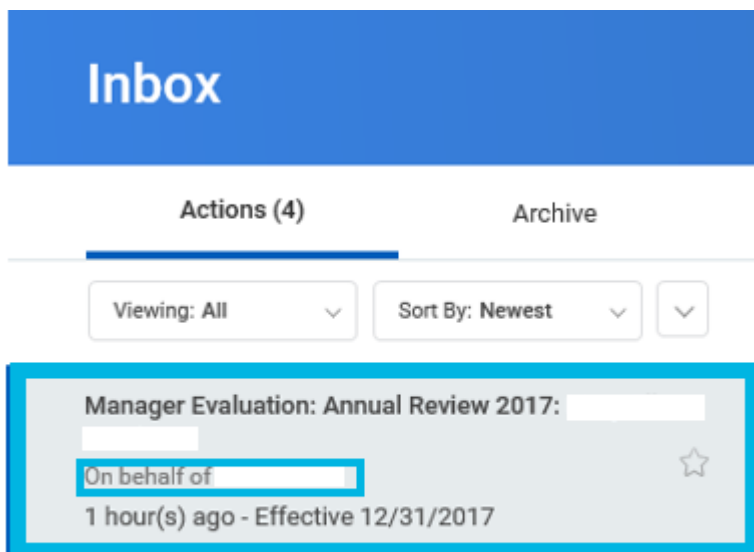 Inbox
Actions (4) Archive
Viewing: All Sort By: Newest
Manager Evaluation: Annual Review 2017:
On behalf of
1 hour(s) ago - Effective 12/31/2017